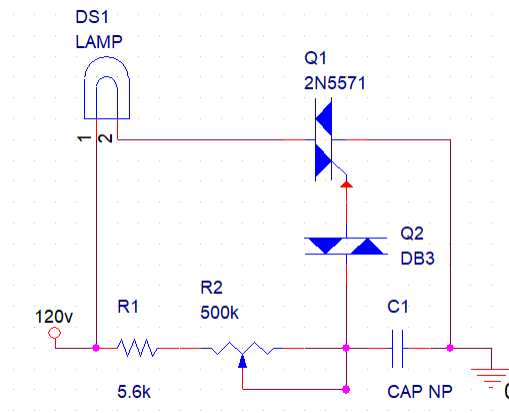 DS1
LAMP
1
2
Q1
2N5571
Q2
DB3
120v
R1
5.6k
R2
500k
C1
CAP NP
0